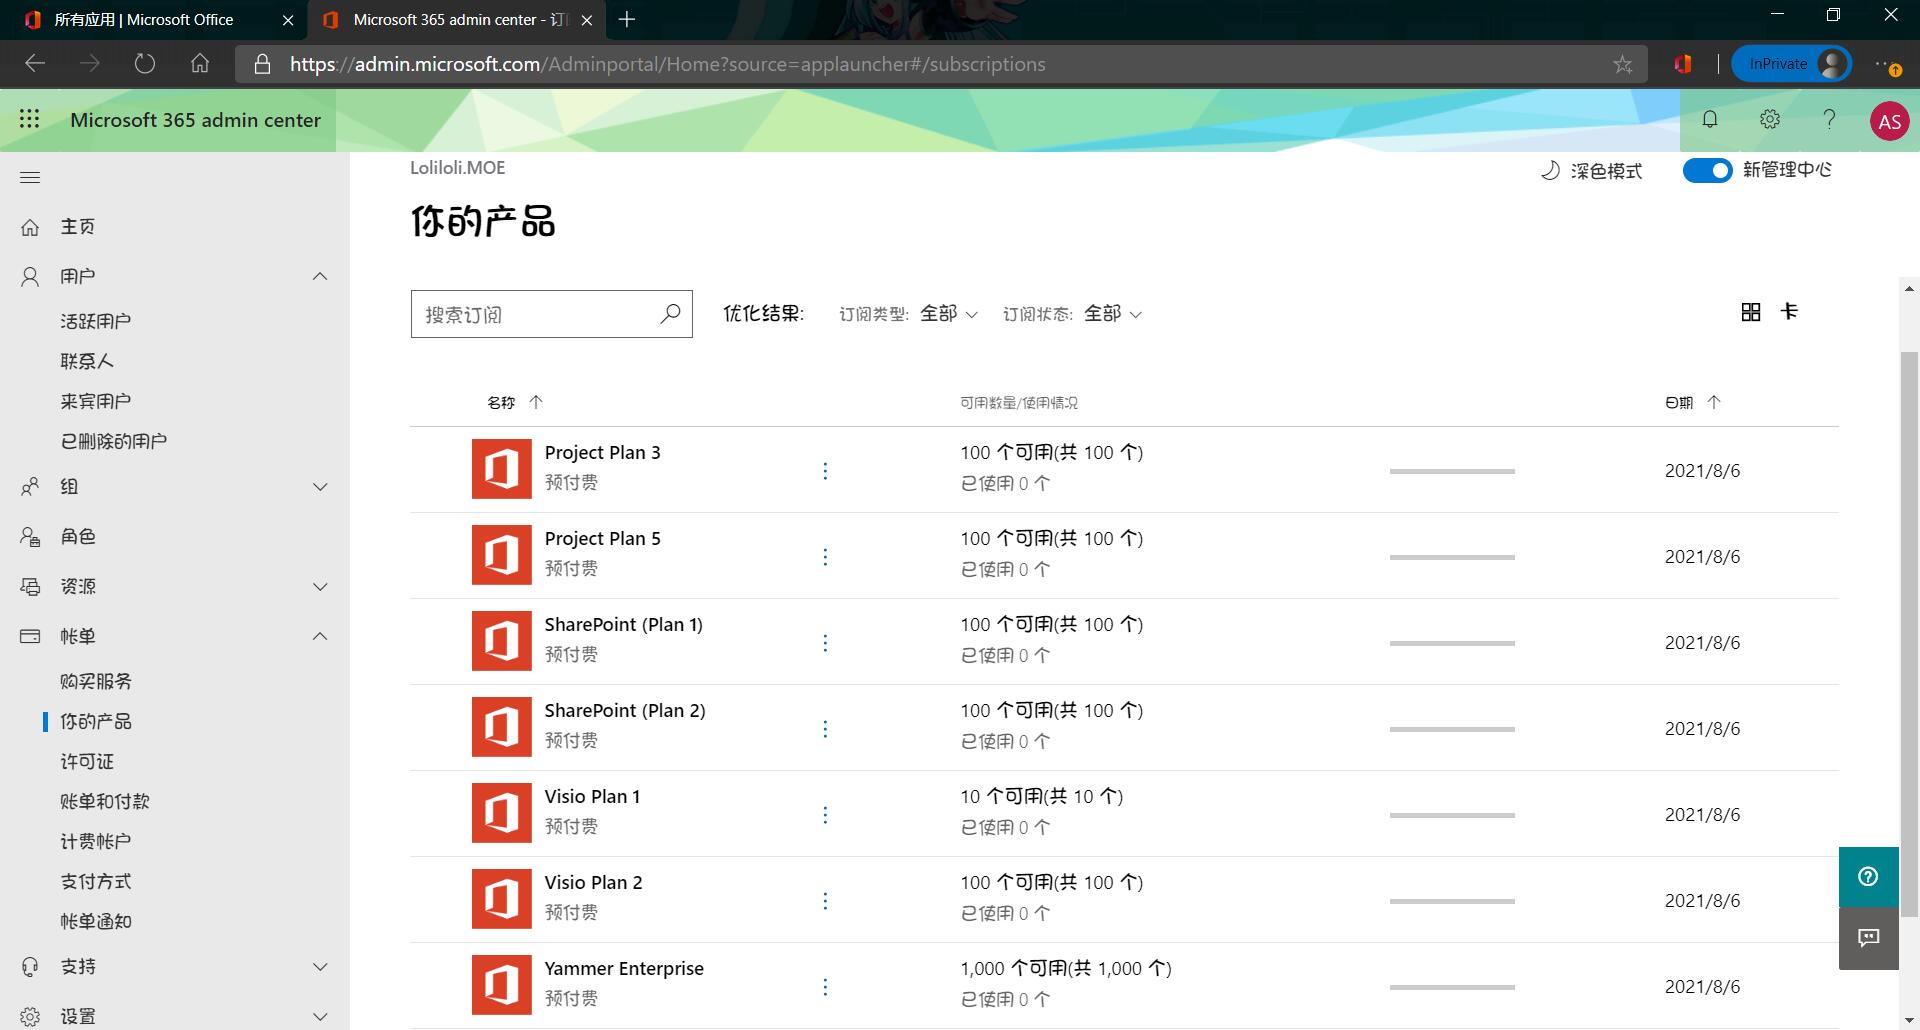 所有应用 | Microsoft Office
Microsoft 365 admin center - 订
https://admin.microsoft.com/Adminportal/Home?source=applauncher#/subscriptions
InPrivate
Microsoft 365 admin center
AS
Loliloli.MOE
深色模式
新管理中心
你的产品
主页
用户
活跃用户
联系人
来宾用户
已删除的用户
组
角色
资源
帐单
购买服务
你的产品
许可证
账单和付款
计费帐户
支付方式
帐单通知
支持
设置
搜索订阅
优化结果:
订阅类型: 全部
订阅状态: 全部
卡
名称 ↑
可用数量/使用情况
日期 ↑
Project Plan 3
预付费
100 个可用(共 100 个)
已使用 0 个
2021/8/6
Project Plan 5
预付费
100 个可用(共 100 个)
已使用 0 个
2021/8/6
SharePoint (Plan 1)
预付费
100 个可用(共 100 个)
已使用 0 个
2021/8/6
SharePoint (Plan 2)
预付费
100 个可用(共 100 个)
已使用 0 个
2021/8/6
Visio Plan 1
预付费
10 个可用(共 10 个)
已使用 0 个
2021/8/6
Visio Plan 2
预付费
100 个可用(共 100 个)
已使用 0 个
2021/8/6
Yammer Enterprise
预付费
1,000 个可用(共 1,000 个)
已使用 0 个
2021/8/6